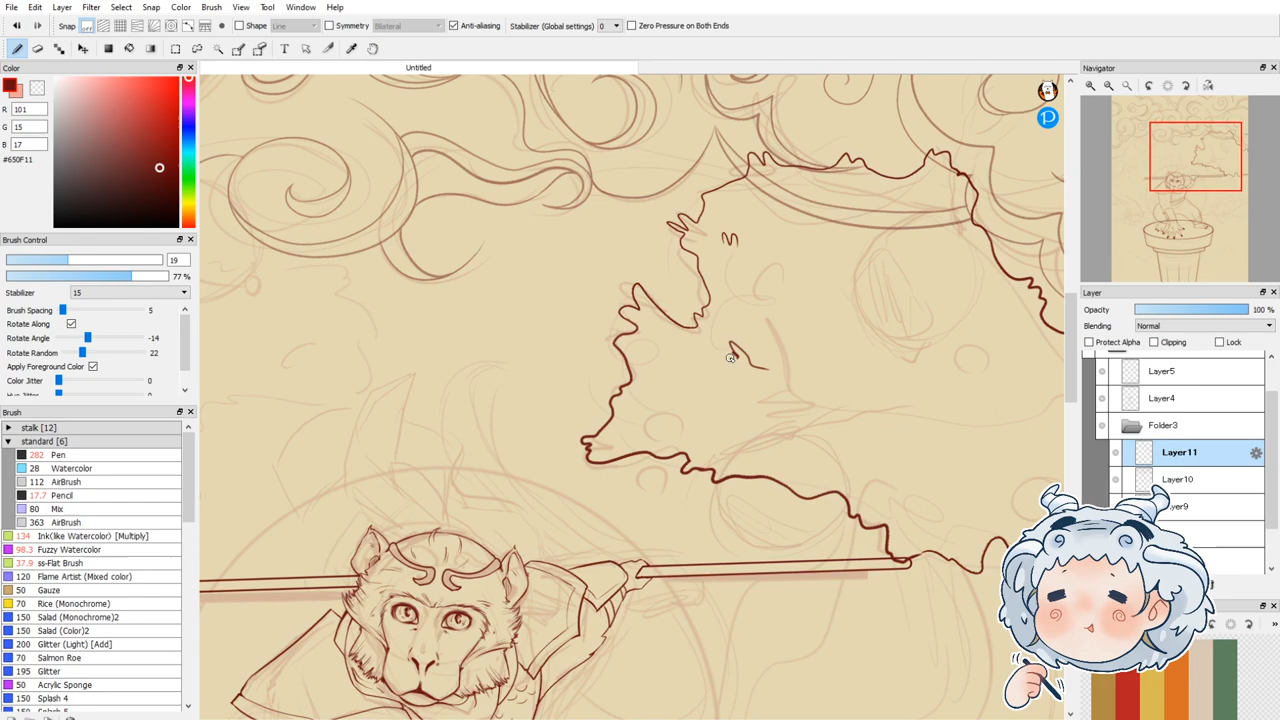 File Edit Layer Filter Select Snap Color Brush View Tool Window Help
Snap Off Shape Line Symmetry Bilateral Anti-aliasing Stabilizer (Global settings) 0 Zero Pressure on Both Ends
Untitled
Color
R 101
G 15
B 17
#650F11
Brush Control
19
77 %
Stabilizer 15
Brush Spacing 5
Rotate Along
Rotate Angle -14
Rotate Random 22
Apply Foreground Color
Color Jitter 0
Brush
stalk [12]
standard [6]
282 Pen
28 Watercolor
112 AirBrush
17.7 Pencil
80 Mix
363 AirBrush
134 Ink(like Watercolor) [Multiply]
98.3 Fuzzy Watercolor
37.9 ss-Flat Brush
120 Flame Artist (Mixed color)
50 Gauze
70 Rice (Monochrome)
150 Salad (Monochrome)2
150 Salad (Color)2
200 Glitter (Light) [Add]
70 Salmon Roe
195 Glitter
50 Acrylic Sponge
150 Splash 4
Navigator
Layer
Opacity 100 %
Blending Normal
Protect Alpha Clipping Lock
Layer5
Layer4
Folder3
Layer11
Layer10